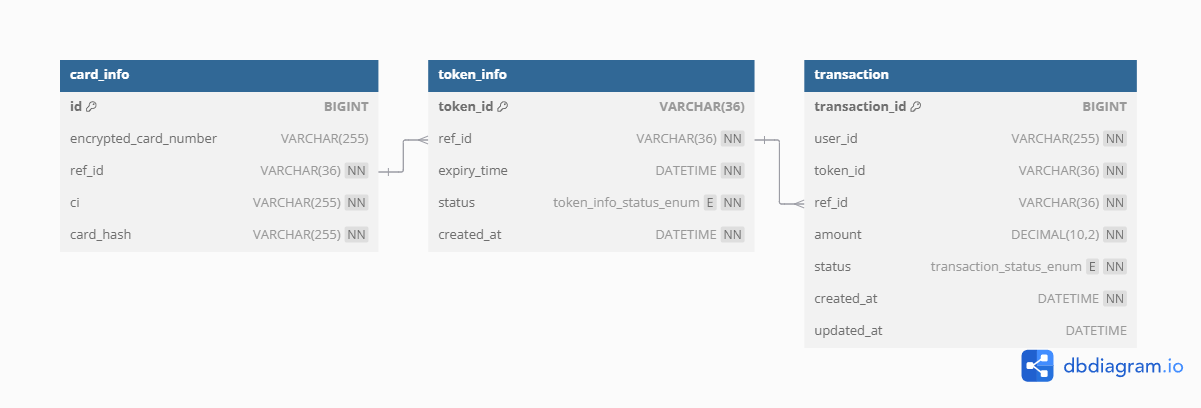 card_info
id BIGINT
encrypted_card_number VARCHAR(255)
ref_id VARCHAR(36) NN
ci VARCHAR(255) NN
card_hash VARCHAR(255) NN
token_info
token_id VARCHAR(36)
ref_id VARCHAR(36) NN
expiry_time DATETIME NN
status token_info_status_enum E NN
created_at DATETIME NN
transaction
transaction_id BIGINT
user_id VARCHAR(255) NN
token_id VARCHAR(36) NN
ref_id VARCHAR(36) NN
amount DECIMAL(10,2) NN
status transaction_status_enum E NN
created_at DATETIME NN
updated_at DATETIME
dbdiagram.io